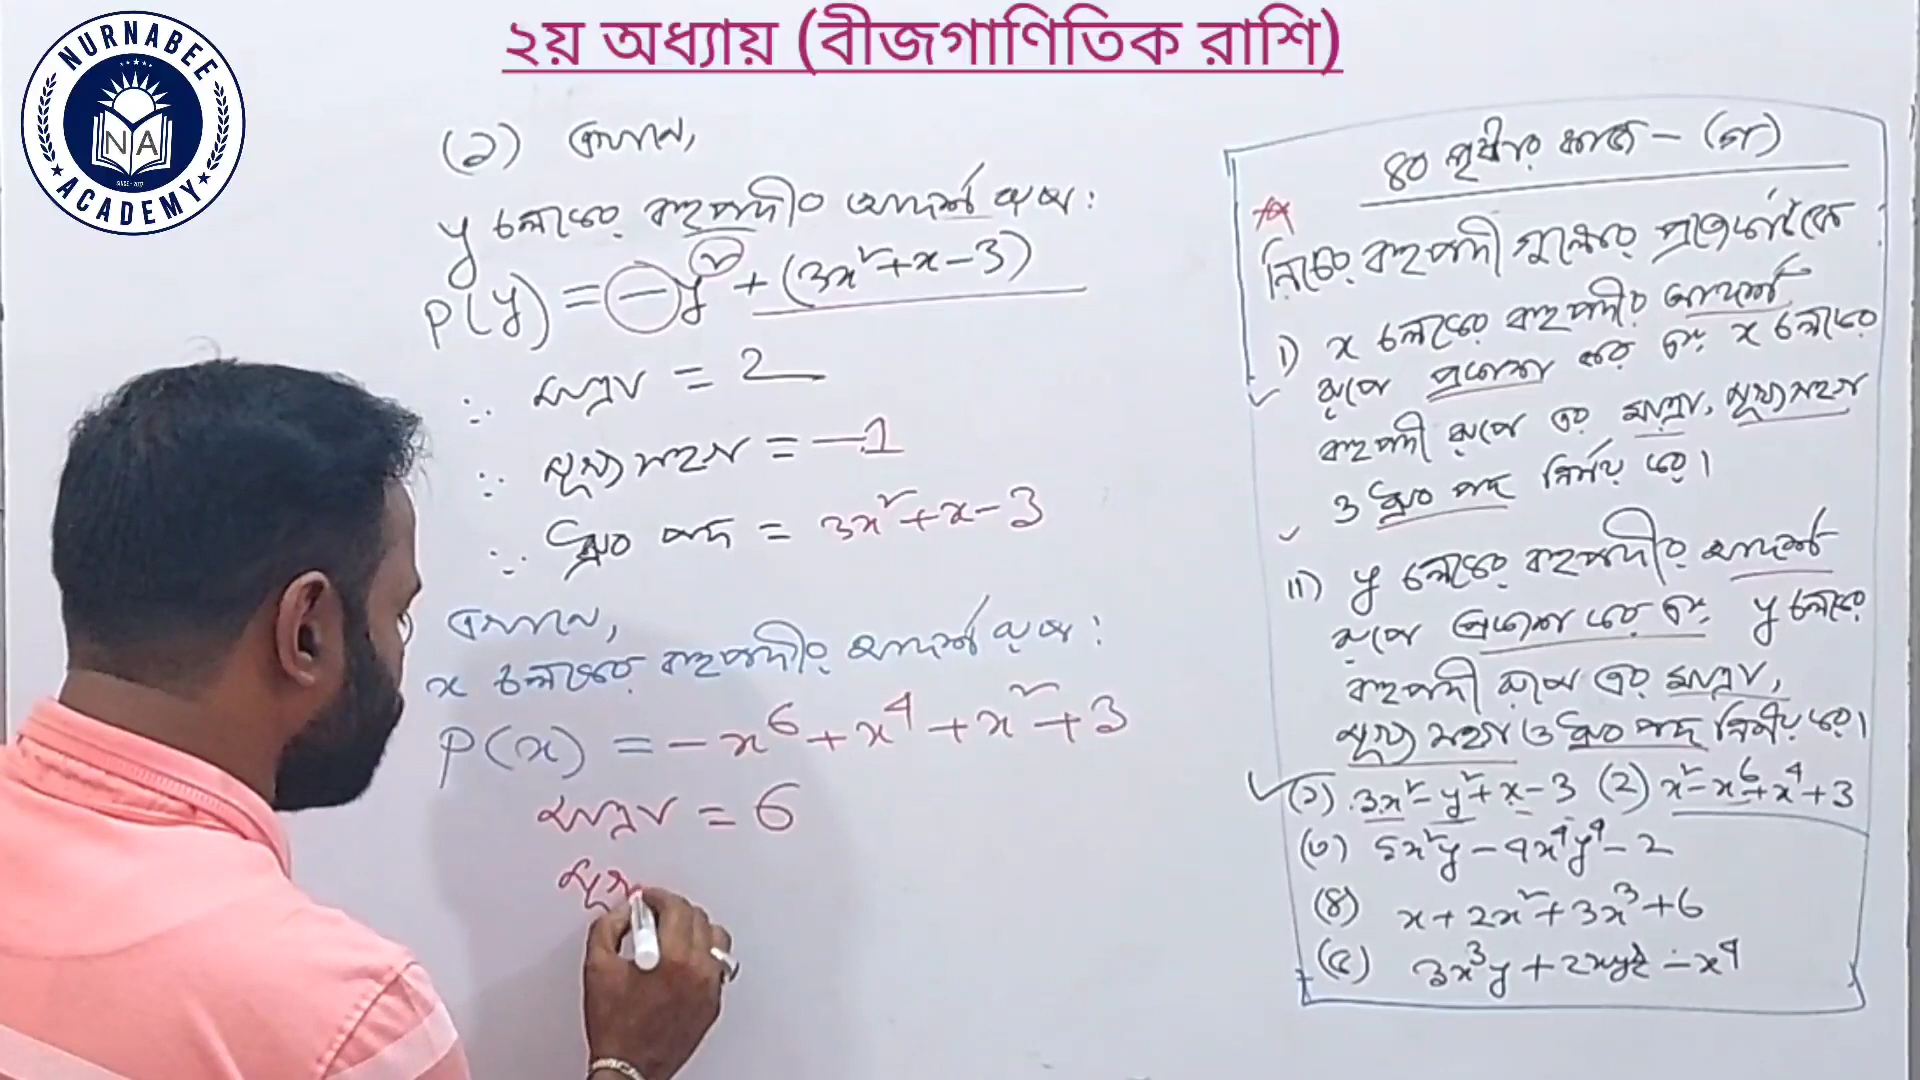 ২য় অধ্যায় (বীজগাণিতিক রাশি)
NURNABEE
NA
SINCE - 2017
ACADEMY
(১) এখানে,
y চলকের বহুপদীর আদর্শ রূপ :
P(y) = -y² + (3x² + x - 3)
∴ মাত্রা = 2
∴ মূখ্য সহগ = -1
∴ ধ্রুব পদ = 3x² + x - 3
এখানে,
x চলকের বহুপদীর আদর্শ রূপ :
P(x) = -x⁶ + x⁴ + x² + 3
মাত্রা = 6
মূখ্য
৪০ পৃষ্ঠার কাজ - (গ)
নিচের বহুপদী গুলোর প্রত্যেকটিকে
i) x চলকের বহুপদীর আদর্শ
রূপে প্রকাশ কর এবং x চলকের
বহুপদী রূপে এর মাত্রা, মূখ্য সহগ
ও ধ্রুব পদ নির্ণয় কর।
ii) y চলকের বহুপদীর আদর্শ
রূপে প্রকাশ কর এবং y চলকের
বহুপদী রূপে এর মাত্রা,
মূখ্য সহগ ও ধ্রুব পদ নির্ণয় কর।
(১) 3x² - y² + x - 3 (2) x² - x⁶ + x⁴ + 3
(৩) 5x²y - 4x⁴y⁴ - 2
(৪) x + 2x² + 3x³ + 6
(৫) 3x³y + 2xyz - x⁴